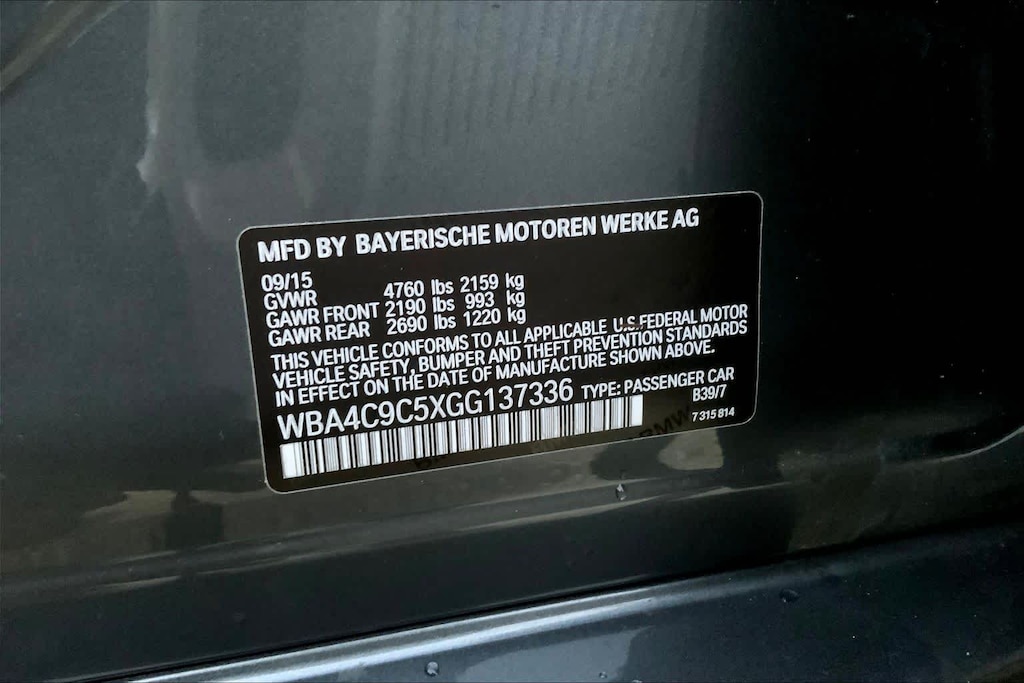 MFD BY BAYERISCHE MOTOREN WERKE AG
09/15
GVWR 4760 lbs 2159 kg
GAWR FRONT 2190 lbs 993 kg
GAWR REAR 2690 lbs 1220 kg
THIS VEHICLE CONFORMS TO ALL APPLICABLE U.S.FEDERAL MOTOR
VEHICLE SAFETY, BUMPER AND THEFT PREVENTION STANDARDS
IN EFFECT ON THE DATE OF MANUFACTURE SHOWN ABOVE.
WBA4C9C5XGG137336 TYPE: PASSENGER CAR
B39/7
7 315 814
BMW